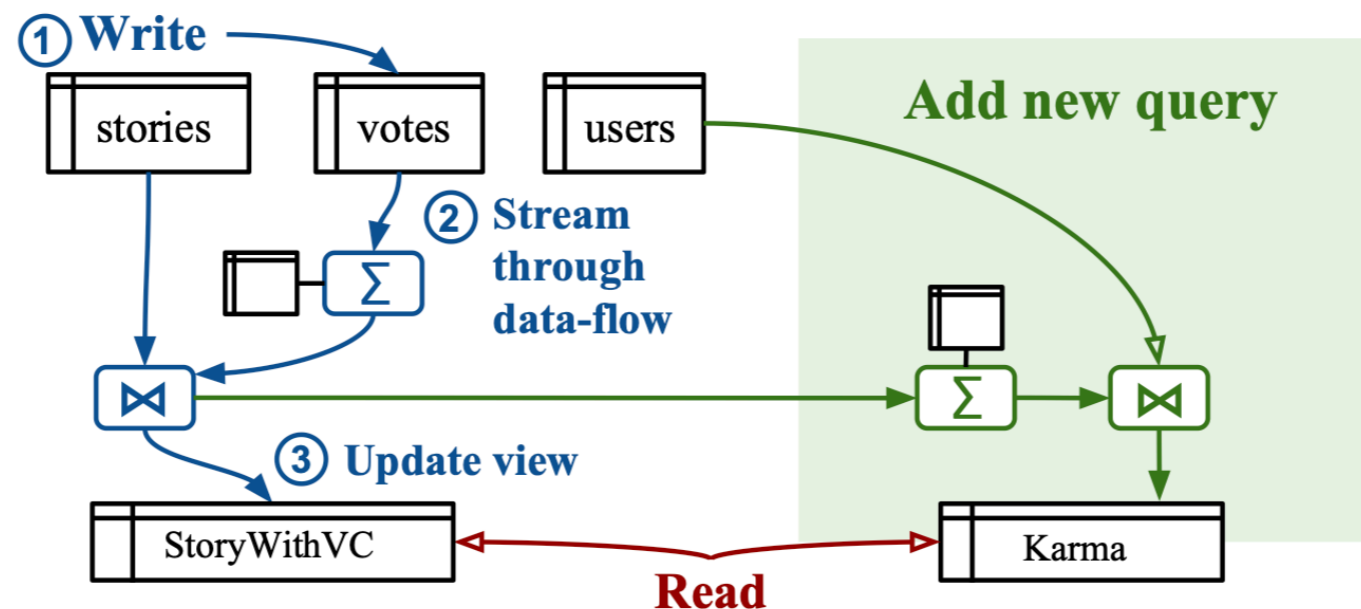 1 Write
Add new query
stories
votes
users
2 Stream
through
data-flow
Σ
Σ
⋈
⋈
3 Update view
StoryWithVC
Karma
Read